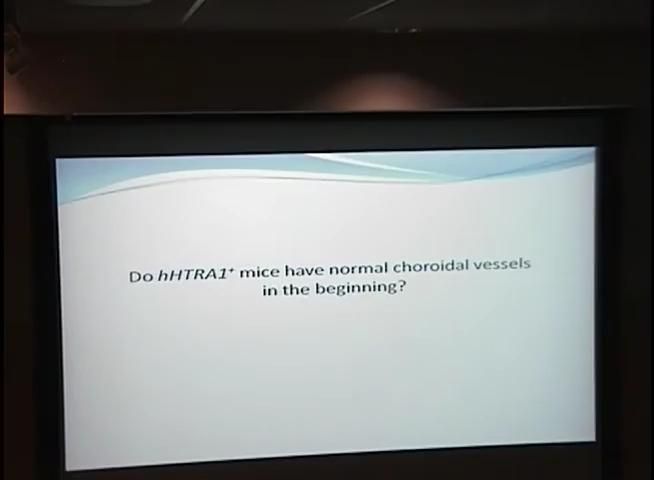 Do hHTRA1⁺ mice have normal choroidal vessels
in the beginning?